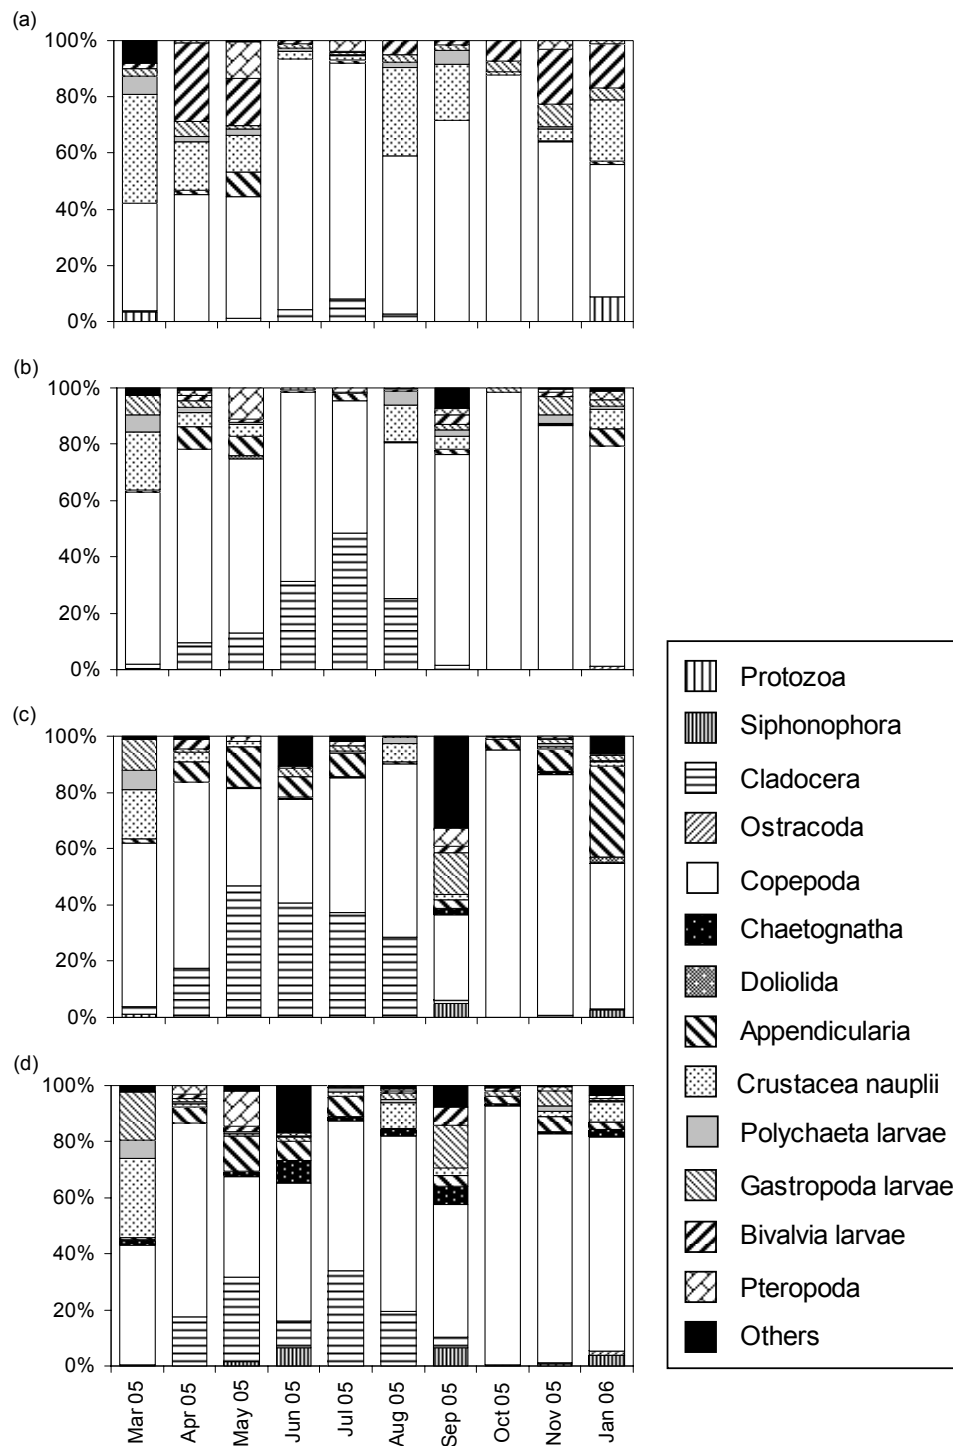 (a)
100%
80%
60%
40%
20%
0%
(b)
100%
80%
60%
40%
20%
0%
(c)
100%
80%
60%
40%
20%
0%
(d)
100%
80%
60%
40%
20%
0%
Mar 05
Apr 05
May 05
Jun 05
Jul 05
Aug 05
Sep 05
Oct 05
Nov 05
Jan 06
Protozoa
Siphonophora
Cladocera
Ostracoda
Copepoda
Chaetognatha
Doliolida
Appendicularia
Crustacea nauplii
Polychaeta larvae
Gastropoda larvae
Bivalvia larvae
Pteropoda
Others